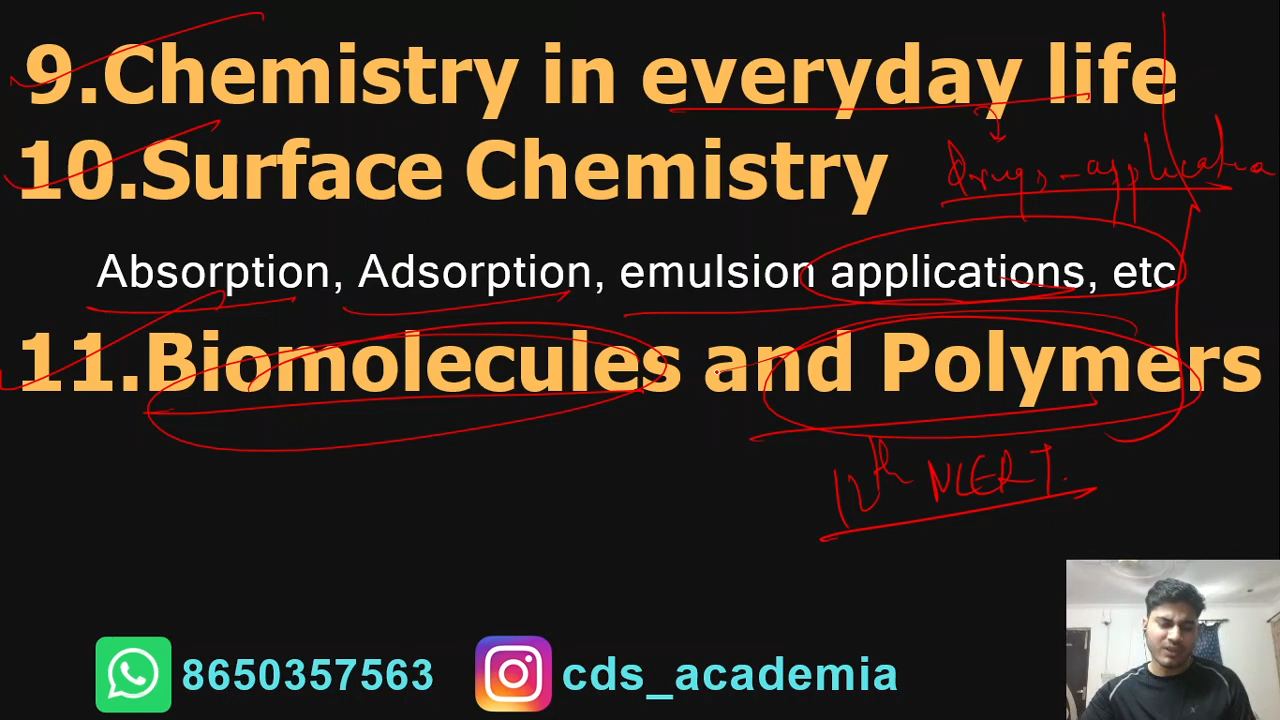 9.Chemistry in everyday life
10.Surface Chemistry
Drugs - applicatio
Absorption, Adsorption, emulsion applications, etc
11.Biomolecules and Polymers
12th NCERT.
8650357563 cds_academia